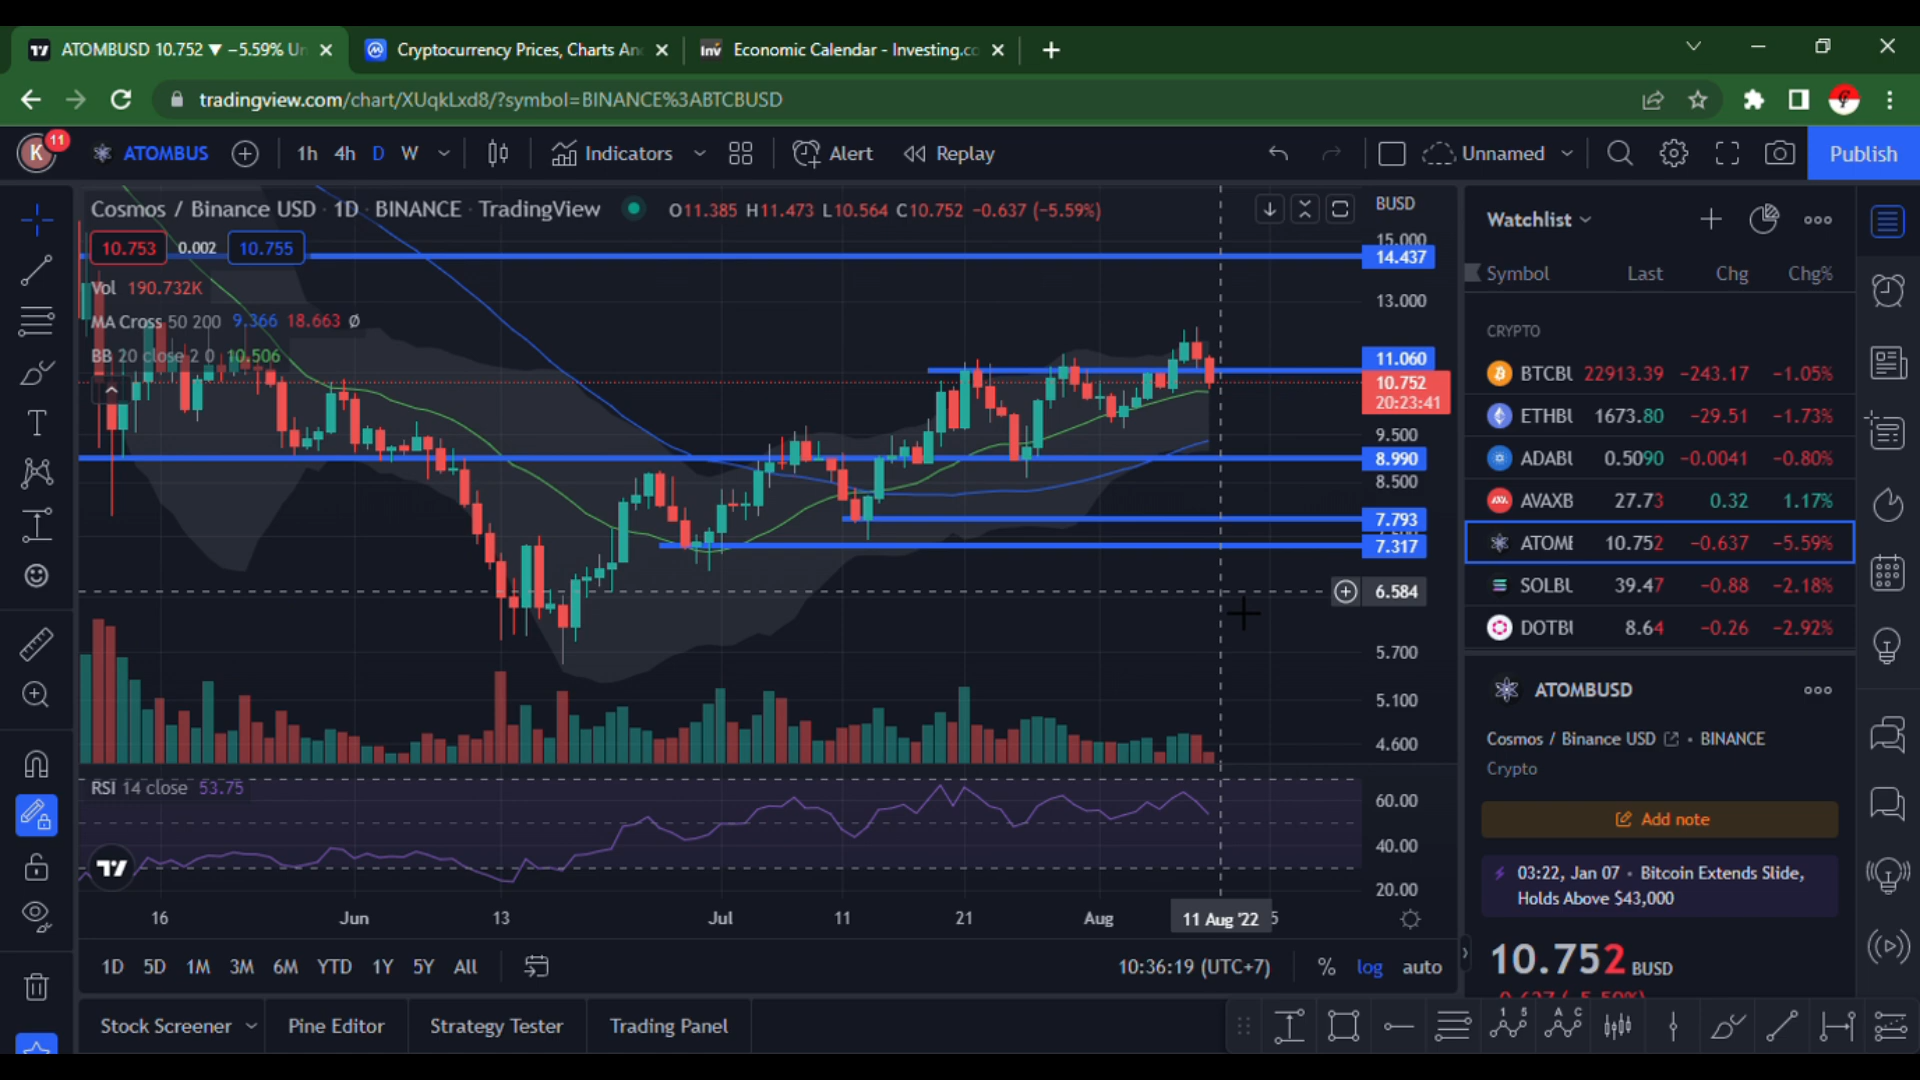 ATOMBUSD 10.752 ▼ −5.59% Un
Cryptocurrency Prices, Charts An
Inv Economic Calendar - Investing.co
tradingview.com/chart/XUqkLxd8/?symbol=BINANCE%3ABTCBUSD
K 11 ATOMBUS 1h 4h D W Indicators Alert Replay Unnamed Publish
Cosmos / Binance USD · 1D · BINANCE · TradingView O11.385 H11.473 L10.564 C10.752 −0.637 (−5.59%)
10.753 0.002 10.755
Vol 190.732K
MA Cross 50 200 9.366 18.663 Ø
BB 20 close 2 0 10.506
BUSD
15.000
14.437
13.000
11.060
10.752
20:23:41
9.500
8.990
8.500
7.793
7.317
6.584
5.700
5.100
4.600
RSI 14 close 53.75
60.00
40.00
20.00
16 Jun 13 Jul 11 21 Aug 11 Aug '22 5
1D 5D 1M 3M 6M YTD 1Y 5Y All
10:36:19 (UTC+7) % log auto
Stock Screener Pine Editor Strategy Tester Trading Panel
Watchlist
Symbol Last Chg Chg%
CRYPTO
BTCBU 22913.39 −243.17 −1.05%
ETHBU 1673.80 −29.51 −1.73%
ADABU 0.5090 −0.0041 −0.80%
AVAXB 27.73 0.32 1.17%
ATOME 10.752 −0.637 −5.59%
SOLBU 39.47 −0.88 −2.18%
DOTBU 8.64 −0.26 −2.92%
ATOMBUSD
Cosmos / Binance USD • BINANCE
Crypto
Add note
03:22, Jan 07 • Bitcoin Extends Slide,
Holds Above $43,000
10.752 BUSD
−0.637 (−5.59%)